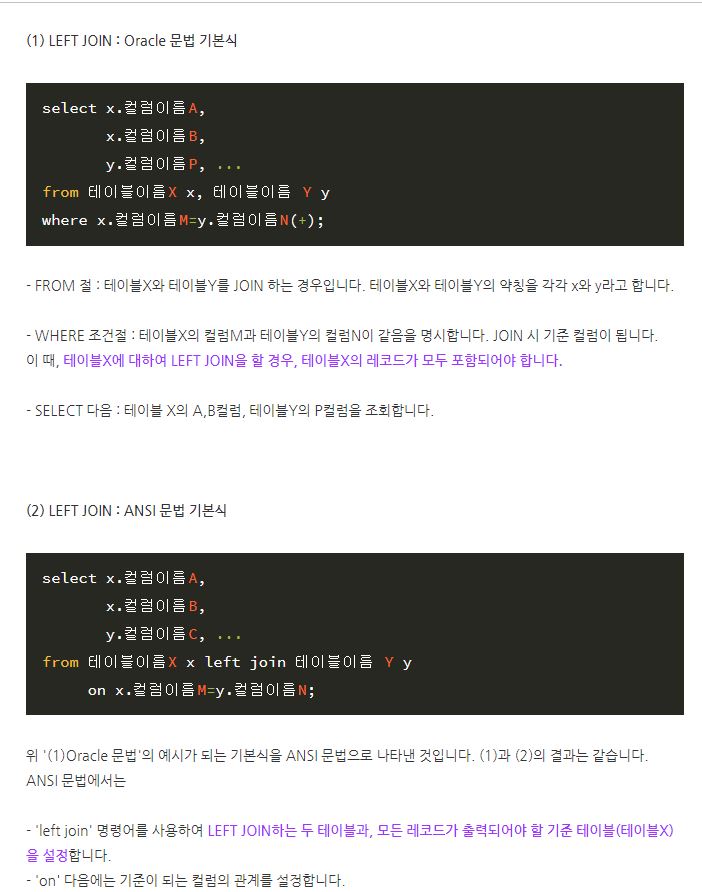 (1) LEFT JOIN : Oracle 문법 기본식
select x.컬럼이름A,
x.컬럼이름B,
y.컬럼이름P, ...
from 테이블이름X x, 테이블이름 Y y
where x.컬럼이름M=y.컬럼이름N(+);
- FROM 절 : 테이블X와 테이블Y를 JOIN 하는 경우입니다. 테이블X와 테이블Y의 약칭을 각각 x와 y라고 합니다.
- WHERE 조건절 : 테이블X의 컬럼M과 테이블Y의 컬럼N이 같음을 명시합니다. JOIN 시 기준 컬럼이 됩니다.
이 때, 테이블X에 대하여 LEFT JOIN을 할 경우, 테이블X의 레코드가 모두 포함되어야 합니다.
- SELECT 다음 : 테이블 X의 A,B컬럼, 테이블Y의 P컬럼을 조회합니다.
(2) LEFT JOIN : ANSI 문법 기본식
select x.컬럼이름A,
x.컬럼이름B,
y.컬럼이름C, ...
from 테이블이름X x left join 테이블이름 Y y
on x.컬럼이름M=y.컬럼이름N;
위 '(1)Oracle 문법'의 예시가 되는 기본식을 ANSI 문법으로 나타낸 것입니다. (1)과 (2)의 결과는 같습니다.
ANSI 문법에서는
- 'left join' 명령어를 사용하여 LEFT JOIN하는 두 테이블과, 모든 레코드가 출력되어야 할 기준 테이블(테이블X)
을 설정합니다.
- 'on' 다음에는 기준이 되는 컬럼의 관계를 설정합니다.